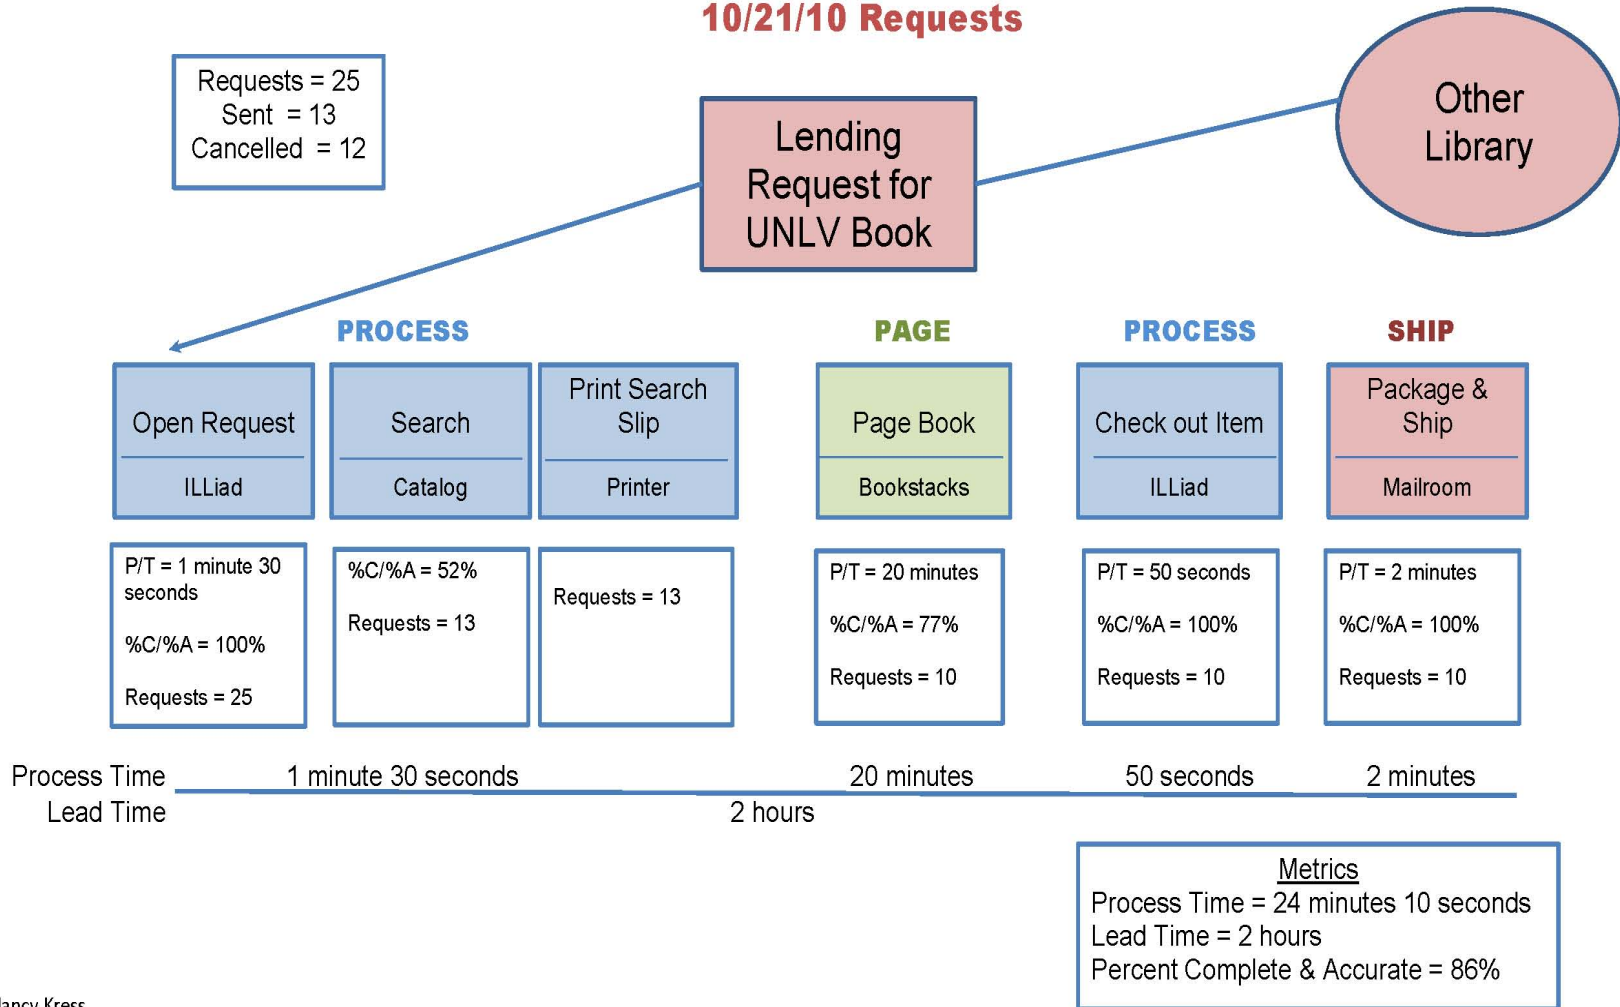 10/21/10 Requests
Requests = 25
Sent = 13
Cancelled = 12
Lending
Request for
UNLV Book
Other
Library
PROCESS
PAGE
PROCESS
SHIP
Open Request
ILLiad
Search
Catalog
Print Search
Slip
Printer
Page Book
Bookstacks
Check out Item
ILLiad
Package &
Ship
Mailroom
P/T = 1 minute 30
seconds
%C/%A = 100%
Requests = 25
%C/%A = 52%
Requests = 13
Requests = 13
P/T = 20 minutes
%C/%A = 77%
Requests = 10
P/T = 50 seconds
%C/%A = 100%
Requests = 10
P/T = 2 minutes
%C/%A = 100%
Requests = 10
Process Time 1 minute 30 seconds 20 minutes 50 seconds 2 minutes
Lead Time 2 hours
Metrics
Process Time = 24 minutes 10 seconds
Lead Time = 2 hours
Percent Complete & Accurate = 86%
Kress